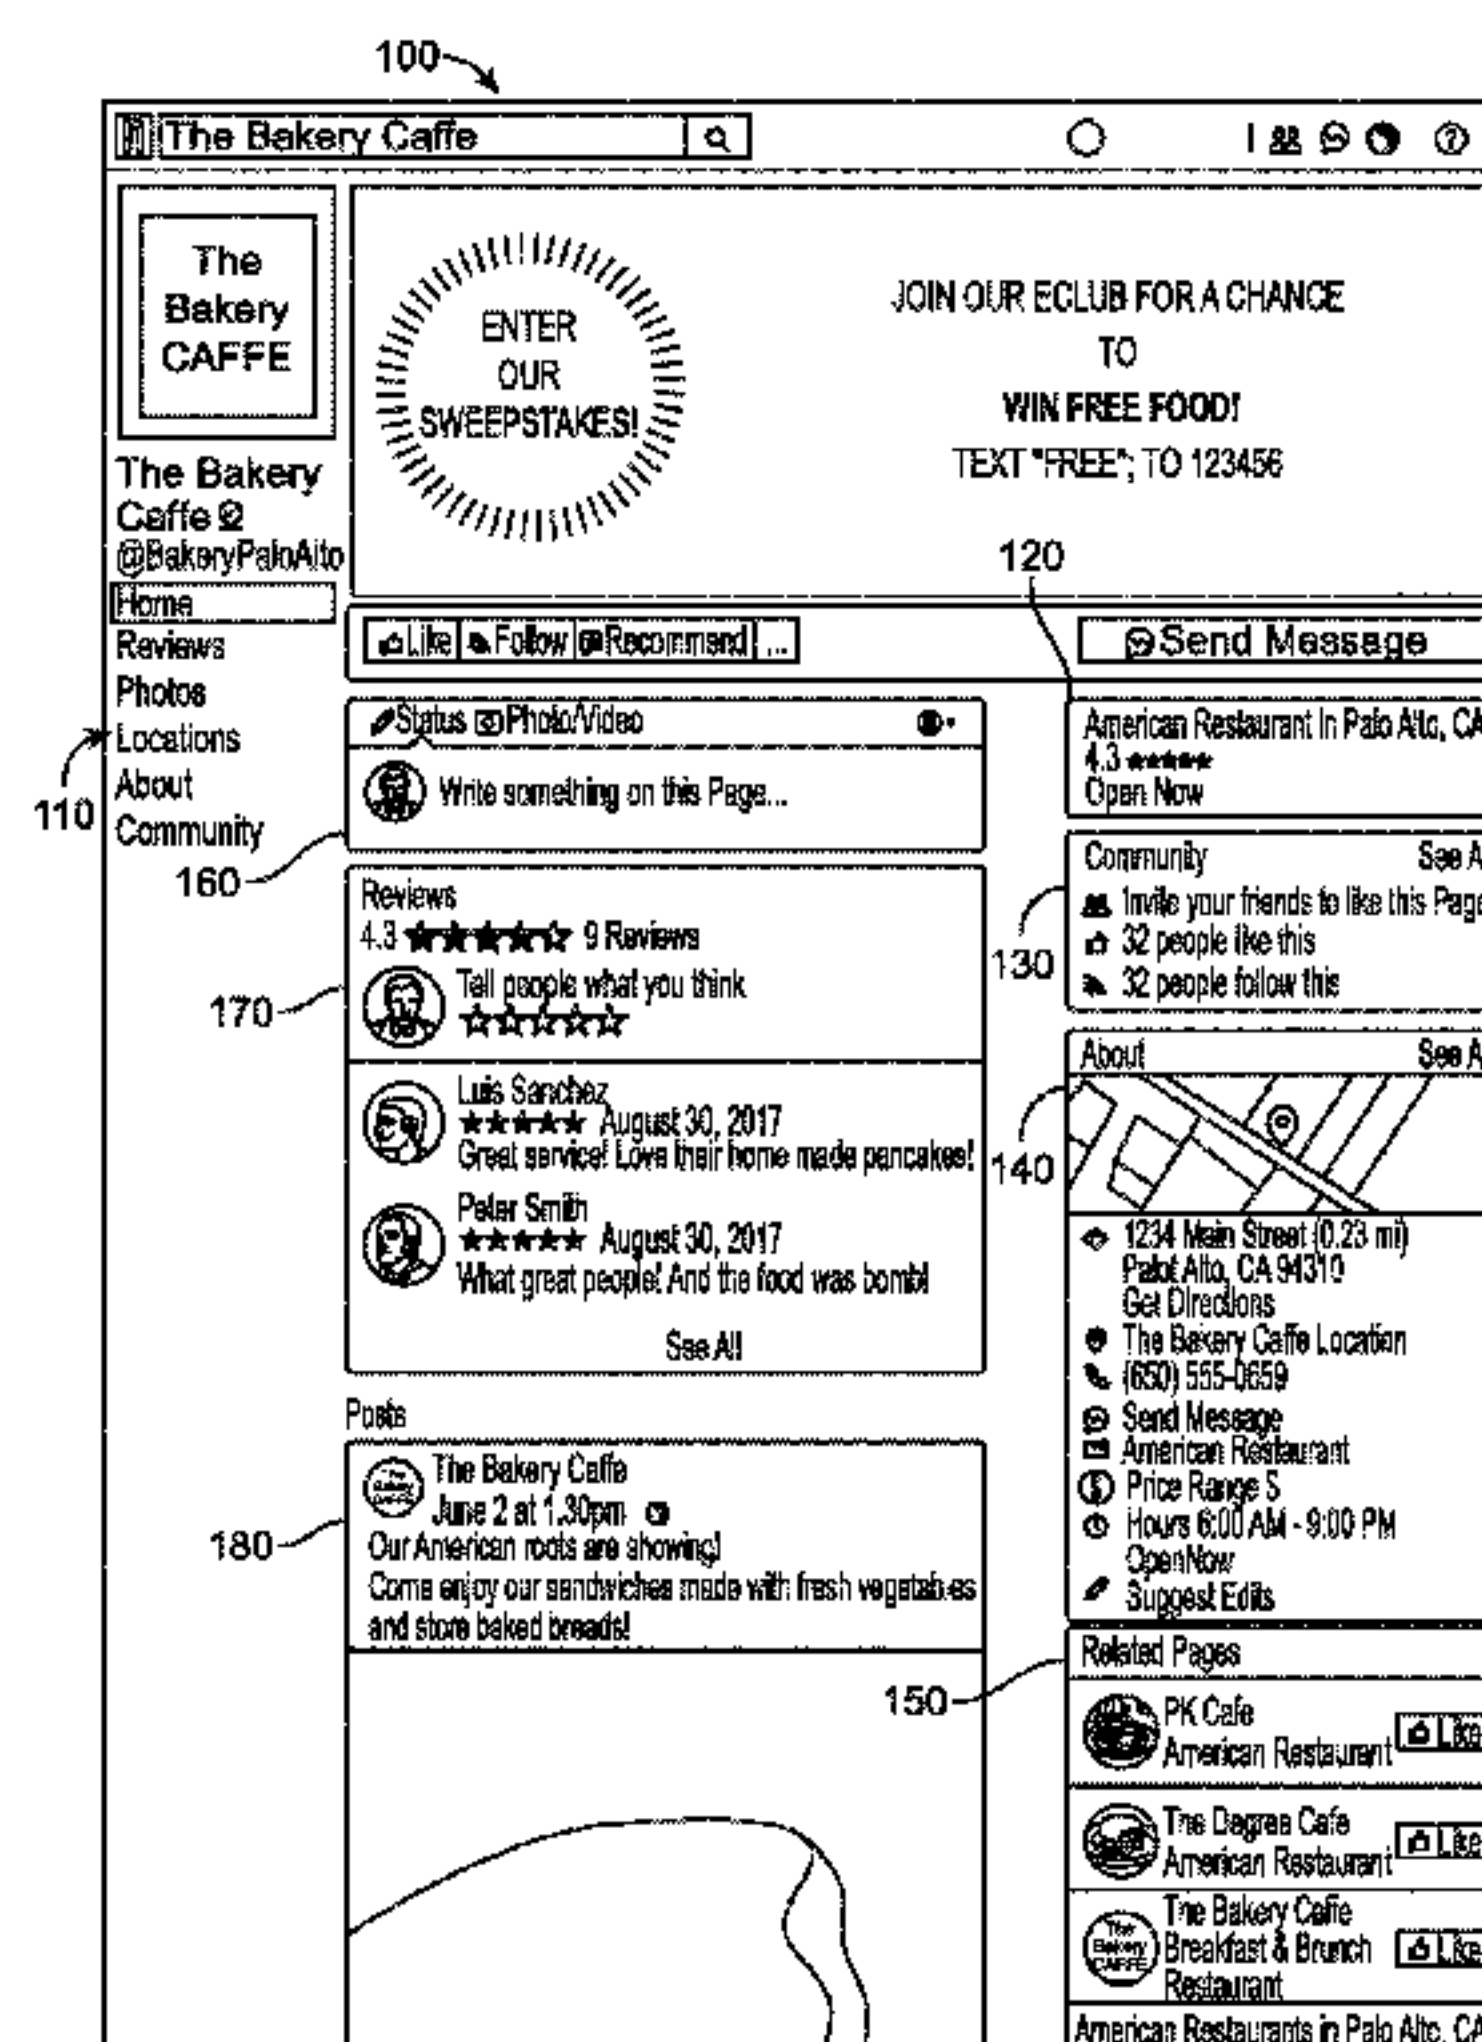 100
The Bakery Caffe
The
Bakery
CAFFE
ENTER
OUR
SWEEPSTAKES!
JOIN OUR ECLUB FOR A CHANCE
TO
WIN FREE FOOD!
TEXT "FREE"; TO 123456
The Bakery
Caffe
@BakeryPaloAlto
Home
Reviews
Photos
Locations
About
Community
110
120
Like Follow Recommend ...
Send Message
Status Photo/Video
Write something on this Page...
160
Reviews
4.3 ★★★★☆ 9 Reviews
Tell people what you think
☆☆☆☆☆
170
Luis Sanchez
★★★★★ August 30, 2017
Great service! Love their home made pancakes!
Peter Smith
★★★★★ August 30, 2017
What great people! And the food was bomb!
See All
Posts
The Bakery Caffe
June 2 at 1.30pm
180
Our American roots are showing!
Come enjoy our sandwiches made with fresh vegetables
and store baked breads!
American Restaurant In Palo Alto, CA
4.3 ★★★★★
Open Now
Community See A
Invite your friends to like this Page
32 people like this
32 people follow this
130
About See A
140
1234 Main Street (0.23 mi)
Palot Alto, CA 94310
Get Directions
The Bakery Caffe Location
(650) 555-0659
Send Message
American Restaurant
Price Range $
Hours 6:00 AM - 9:00 PM
OpenNow
Suggest Edits
150
Related Pages
PK Cafe
American Restaurant Like
The Degree Cafe
American Restaurant Like
The
Bakery
CAFFE
The Bakery Caffe
Breakfast & Brunch Like
Restaurant
American Restaurants in Palo Alto, CA